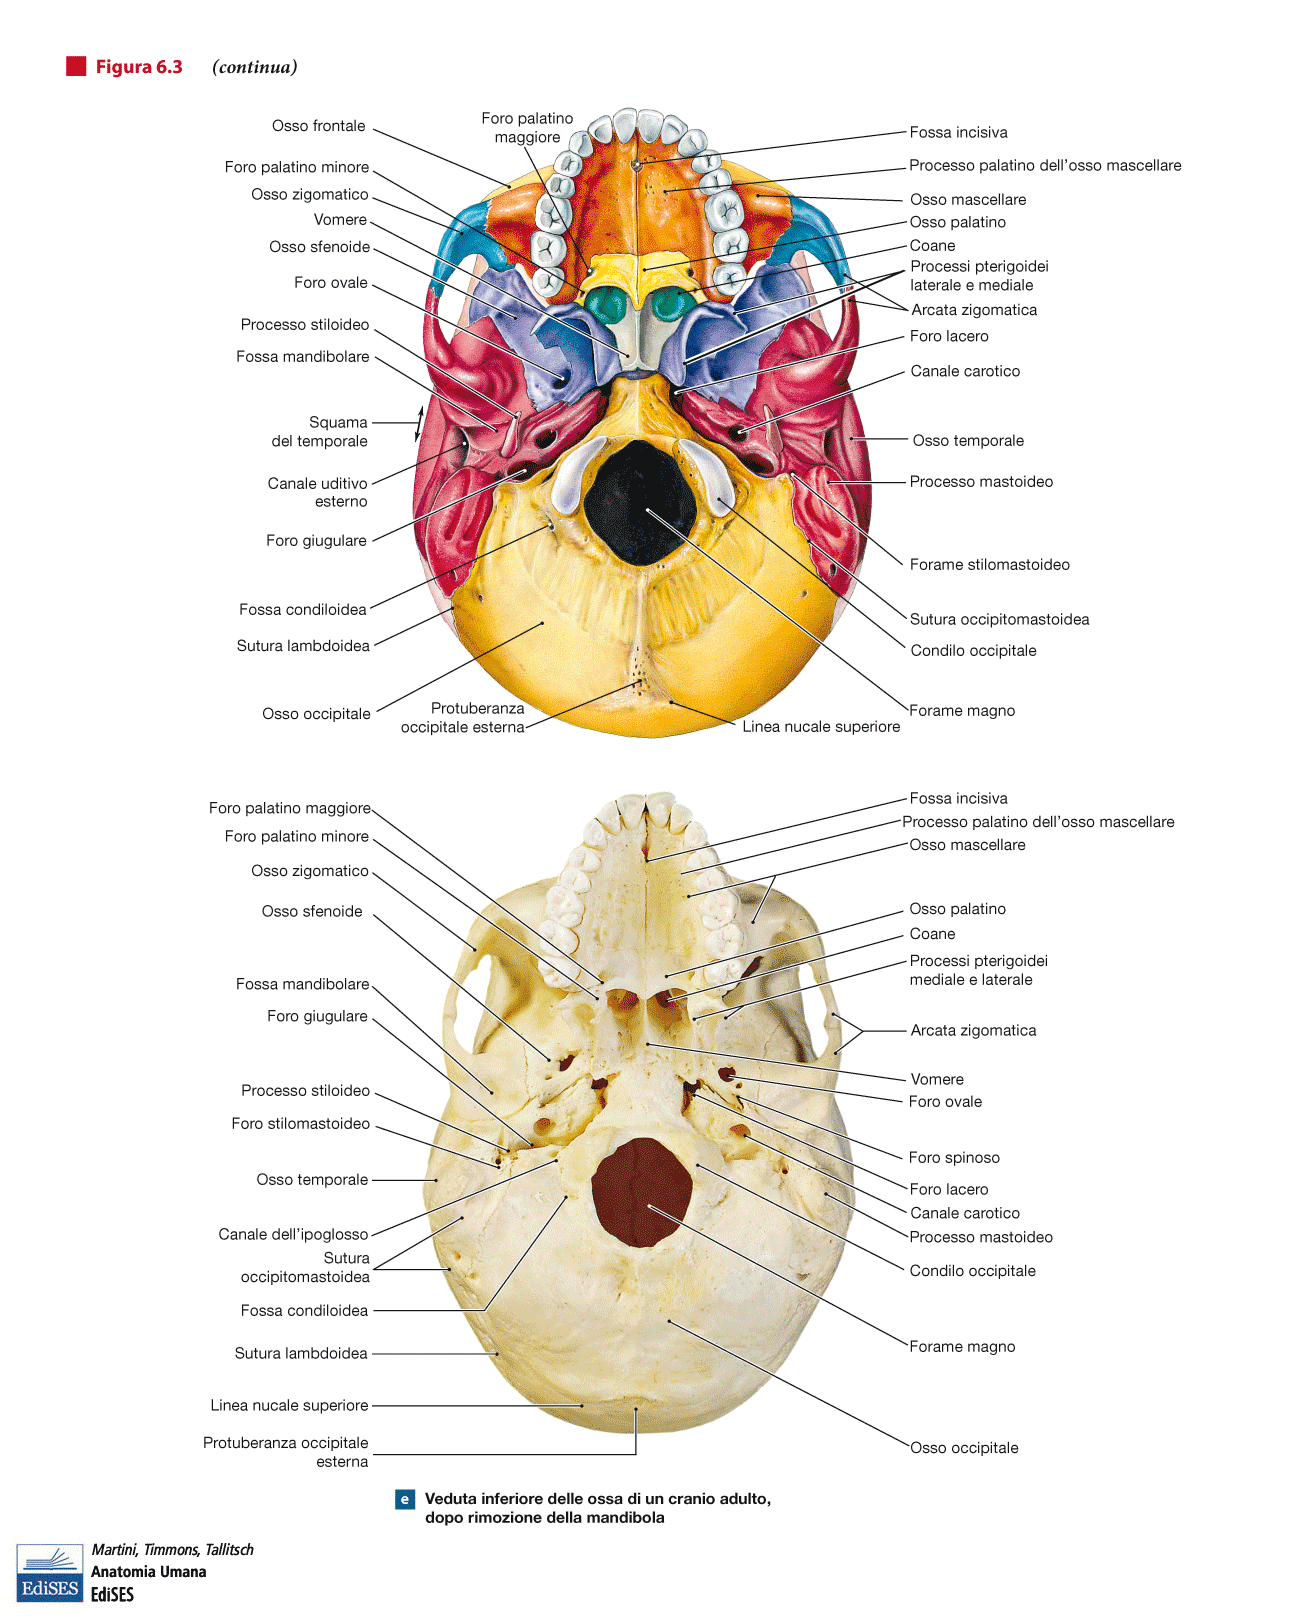 Figura 6.3 (continua)
Osso frontale
Foro palatino minore
Osso zigomatico
Vomere
Osso sfenoide
Foro ovale
Processo stiloideo
Fossa mandibolare
Squama
del temporale
Canale uditivo
esterno
Foro giugulare
Fossa condiloidea
Sutura lambdoidea
Osso occipitale
Foro palatino
maggiore
Protuberanza
occipitale esterna
Fossa incisiva
Processo palatino dell'osso mascellare
Osso mascellare
Osso palatino
Coane
Processi pterigoidei
laterale e mediale
Arcata zigomatica
Foro lacero
Canale carotico
Osso temporale
Processo mastoideo
Forame stilomastoideo
Sutura occipitomastoidea
Condilo occipitale
Forame magno
Linea nucale superiore
Foro palatino maggiore
Foro palatino minore
Osso zigomatico
Osso sfenoide
Fossa mandibolare
Foro giugulare
Processo stiloideo
Foro stilomastoideo
Osso temporale
Canale dell'ipoglosso
Sutura
occipitomastoidea
Fossa condiloidea
Sutura lambdoidea
Linea nucale superiore
Protuberanza occipitale
esterna
Fossa incisiva
Processo palatino dell'osso mascellare
Osso mascellare
Osso palatino
Coane
Processi pterigoidei
mediale e laterale
Arcata zigomatica
Vomere
Foro ovale
Foro spinoso
Foro lacero
Canale carotico
Processo mastoideo
Condilo occipitale
Forame magno
Osso occipitale
e Veduta inferiore delle ossa di un cranio adulto,
dopo rimozione della mandibola
EdiSES
Martini, Timmons, Tallitsch
Anatomia Umana
EdiSES